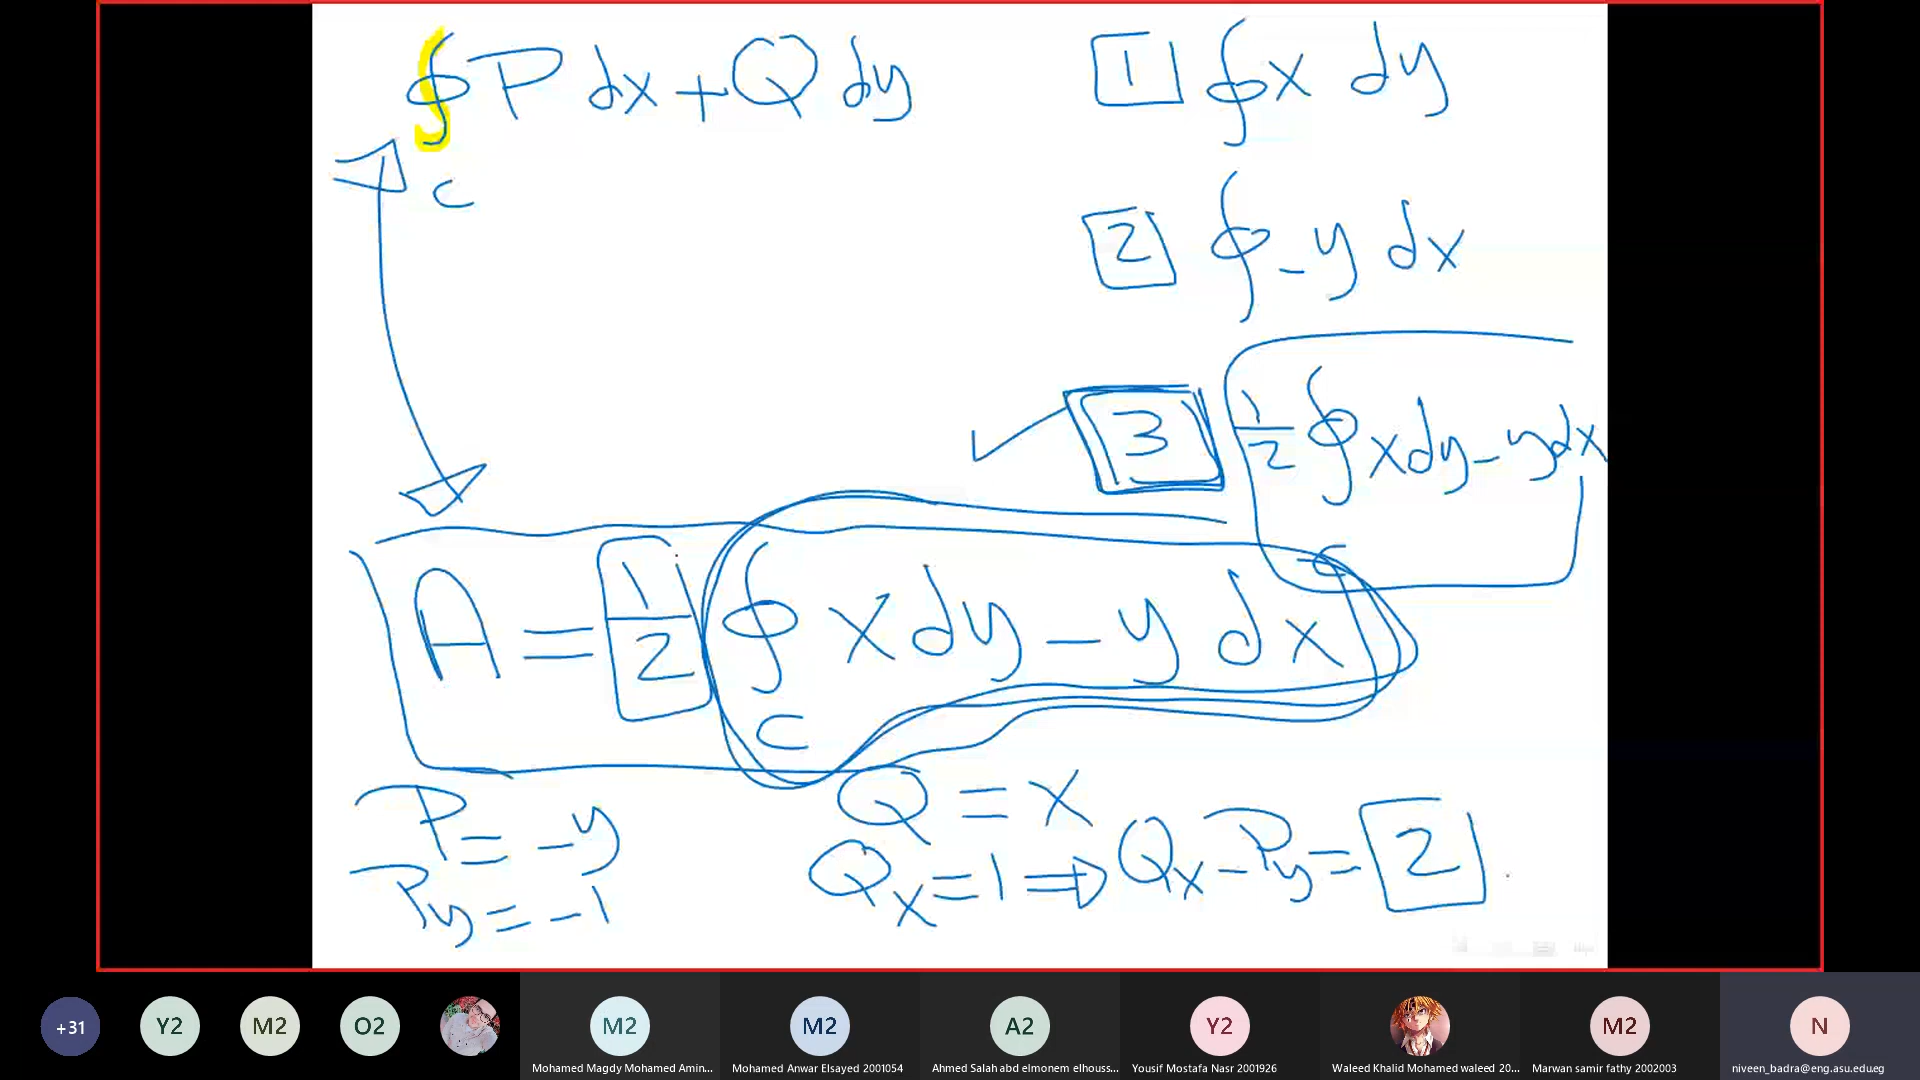 ∮ P dx + Q dy
C
1 ∮ x dy
2 ∮ -y dx
3 1/2 ∮ x dy - y dx
C
A = 1/2 ∮ x dy - y dx
C
P = -y
Q = x
Py = -1
Qx = 1 ⇒ Qx - Py = 2
+31
Y2
M2
O2
M2
M2
A2
Y2
M2
N
Mohamed Magdy Mohamed Amin...
Mohamed Anwar Elsayed 2001054
Ahmed Salah abd elmonem elhouss...
Yousif Mostafa Nasr 2001926
Waleed Khalid Mohamed waleed 20...
Marwan samir fathy 2002003
niveen_badra@eng.asu.edu.eg